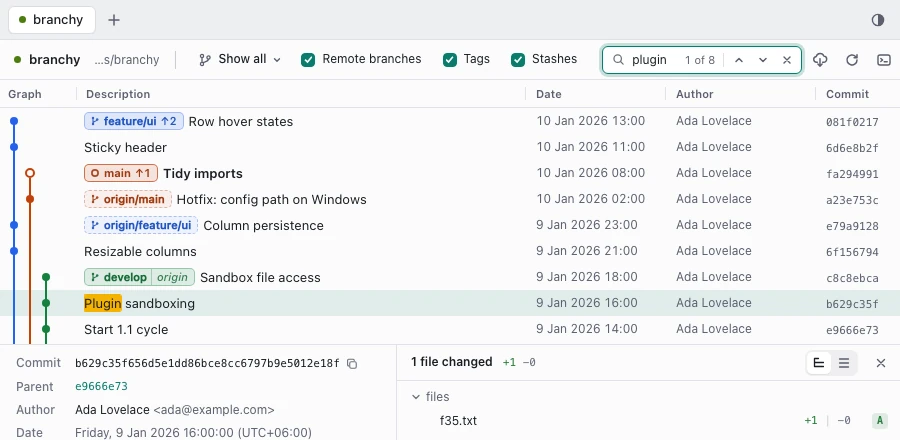 branchy
branchy …s/branchy Show all Remote branches Tags Stashes plugin 1 of 8
Graph Description Date Author Commit
feature/ui ↑2 Row hover states 10 Jan 2026 13:00 Ada Lovelace 081f0217
Sticky header 10 Jan 2026 11:00 Ada Lovelace 6d6e8b2f
main ↑1 Tidy imports 10 Jan 2026 08:00 Ada Lovelace fa294991
origin/main Hotfix: config path on Windows 10 Jan 2026 02:00 Ada Lovelace a23e753c
origin/feature/ui Column persistence 9 Jan 2026 23:00 Ada Lovelace e79a9128
Resizable columns 9 Jan 2026 21:00 Ada Lovelace 6f156794
develop origin Sandbox file access 9 Jan 2026 18:00 Ada Lovelace c8c8ebca
Plugin sandboxing 9 Jan 2026 16:00 Ada Lovelace b629c35f
Start 1.1 cycle 9 Jan 2026 14:00 Ada Lovelace e9666e73
Commit b629c35f656d5e1dd86bce8cc6797b9e5012e18f 1 file changed +1 −0
Parent e9666e73
files
Author Ada Lovelace <ada@example.com>
f35.txt +1 −0 A
Date Friday, 9 Jan 2026 16:00:00 (UTC+06:00)